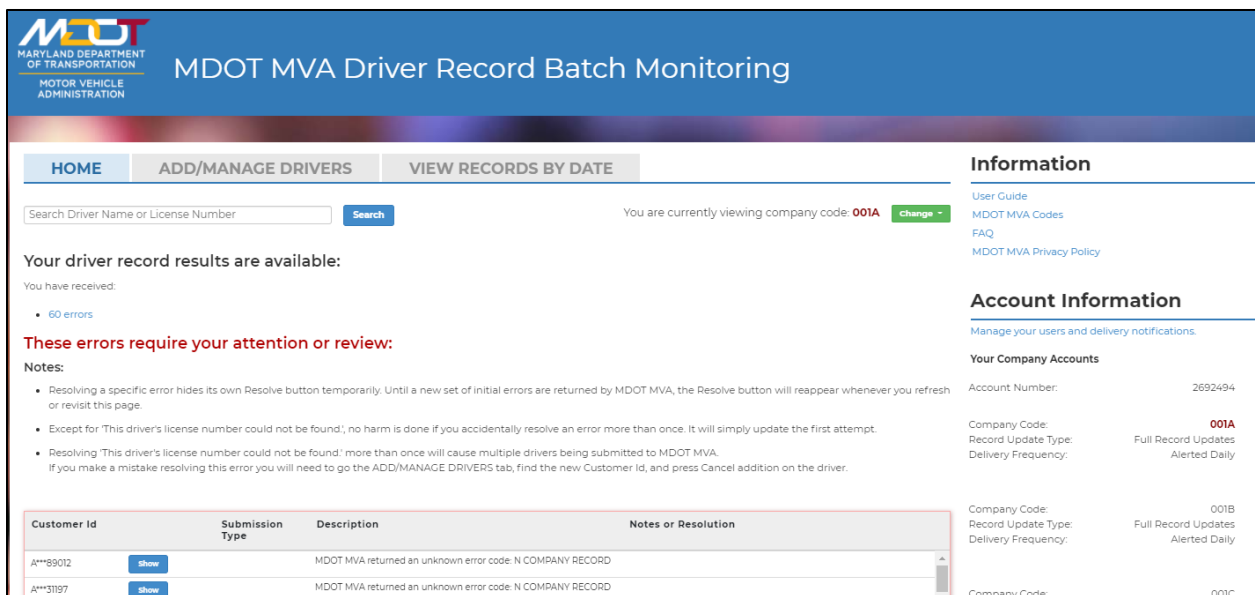 MDOT
MARYLAND DEPARTMENT
OF TRANSPORTATION
MOTOR VEHICLE
ADMINISTRATION
MDOT MVA Driver Record Batch Monitoring
HOME
ADD/MANAGE DRIVERS
VIEW RECORDS BY DATE
Search Driver Name or License Number
Search
You are currently viewing company code: 001A
Change
Your driver record results are available:
You have received:
• 60 errors
These errors require your attention or review:
Notes:
• Resolving a specific error hides its own Resolve button temporarily. Until a new set of initial errors are returned by MDOT MVA, the Resolve button will reappear whenever you refresh
or revisit this page.
• Except for 'This driver's license number could not be found.', no harm is done if you accidentally resolve an error more than once. It will simply update the first attempt.
• Resolving 'This driver's license number could not be found.' more than once will cause multiple drivers being submitted to MDOT MVA.
If you make a mistake resolving this error you will need to go the ADD/MANAGE DRIVERS tab, find the new Customer Id, and press Cancel addition on the driver.
Customer Id Submission Type Description Notes or Resolution
A***89012 Show MDOT MVA returned an unknown error code: N COMPANY RECORD
A***31197 Show MDOT MVA returned an unknown error code: N COMPANY RECORD
Information
User Guide
MDOT MVA Codes
FAQ
MDOT MVA Privacy Policy
Account Information
Manage your users and delivery notifications.
Your Company Accounts
Account Number: 2692494
Company Code: 001A
Record Update Type: Full Record Updates
Delivery Frequency: Alerted Daily
Company Code: 001B
Record Update Type: Full Record Updates
Delivery Frequency: Alerted Daily
Company Code: 001C